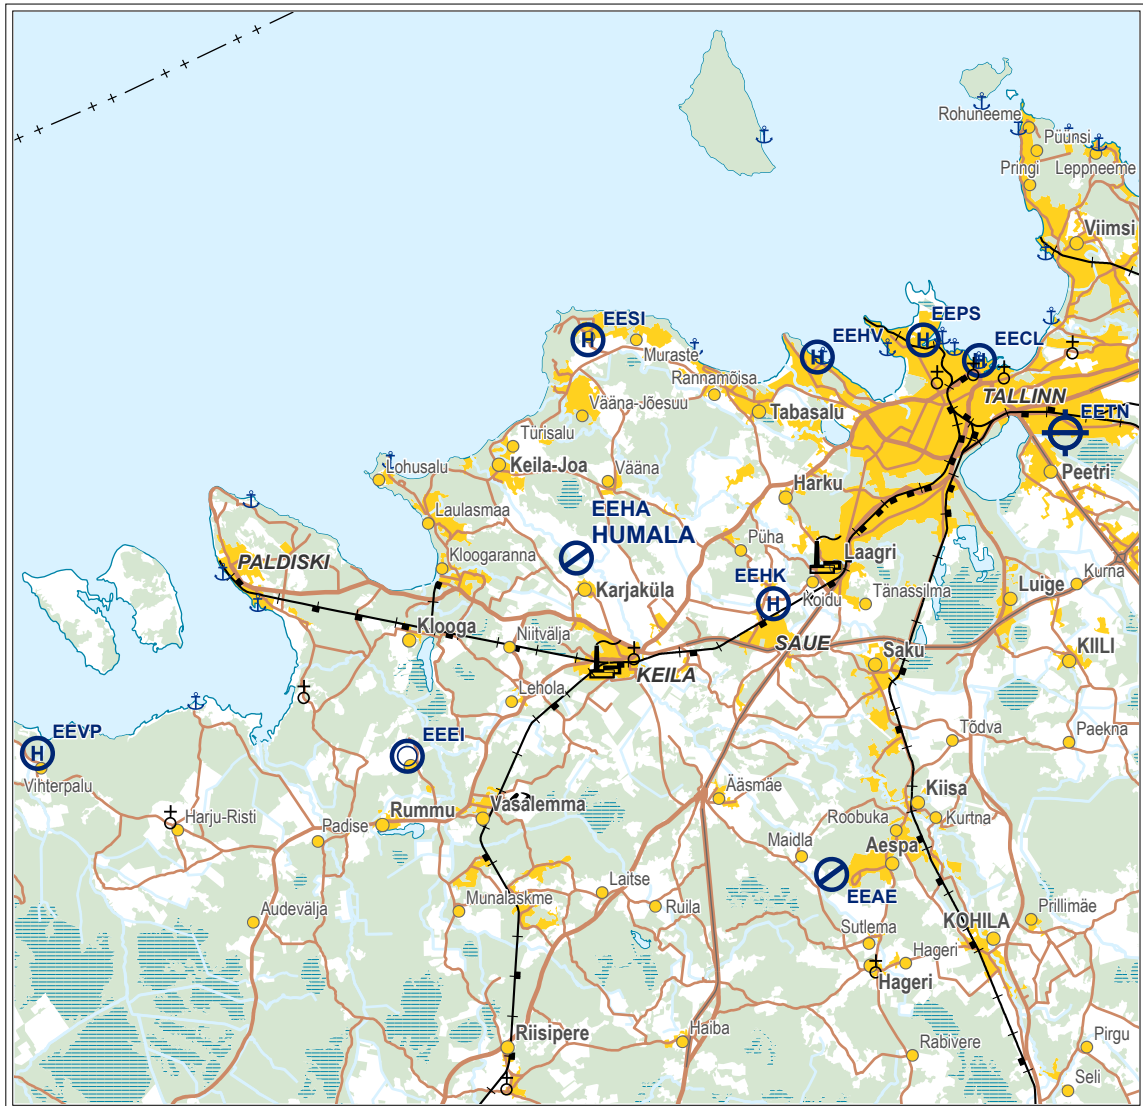 Rohuneeme
Püünsi
Pringi
Leppneeme
Viimsi
EESI
H
Muraste
EEHV
H
EEPS
H
EECL
H
Rannamõisa
TALLINN
Tabasalu
EETN
Vääna-Jõesuu
Türisalu
Keila-Joa
Vääna
Peetri
Lohusalu
Harku
Laulasmaa
EEHA
HUMALA
Püha
Laagri
PALDISKI
Kloogaranna
EEHK
H
Koidu
Tänassilma
Luige
Kurna
Karjaküla
Klooga
Niitvälja
SAUE
Saku
KIILI
KEILA
Lehola
EEVP
H
Vihterpalu
EEEI
Tõdva
Paekna
Ääsmäe
Kiisa
Harju-Risti
Padise
Rummu
Vasalemma
Roobuka
Kurtna
Maidla
Aespa
EEAE
Audevälja
Munalaskme
Laitse
Ruila
Sutlema
KOHILA
Prillimäe
Hageri
Hageri
Riisipere
Haiba
Rabivere
Pirgu
Seli